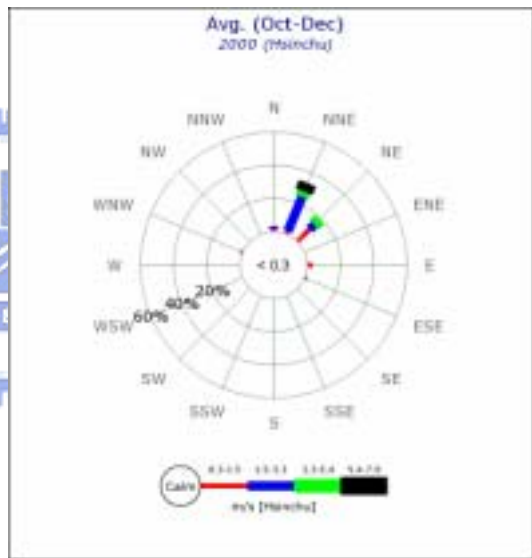 Avg. (Oct-Dec)
2000 (Hsinchu)
N
NNW
NNE
NW
NE
WNW
ENE
W
< 0.3
E
20%
40%
60%
WSW
ESE
SW
SE
SSW
SSE
S
Calm
m/s [Hsinchu]